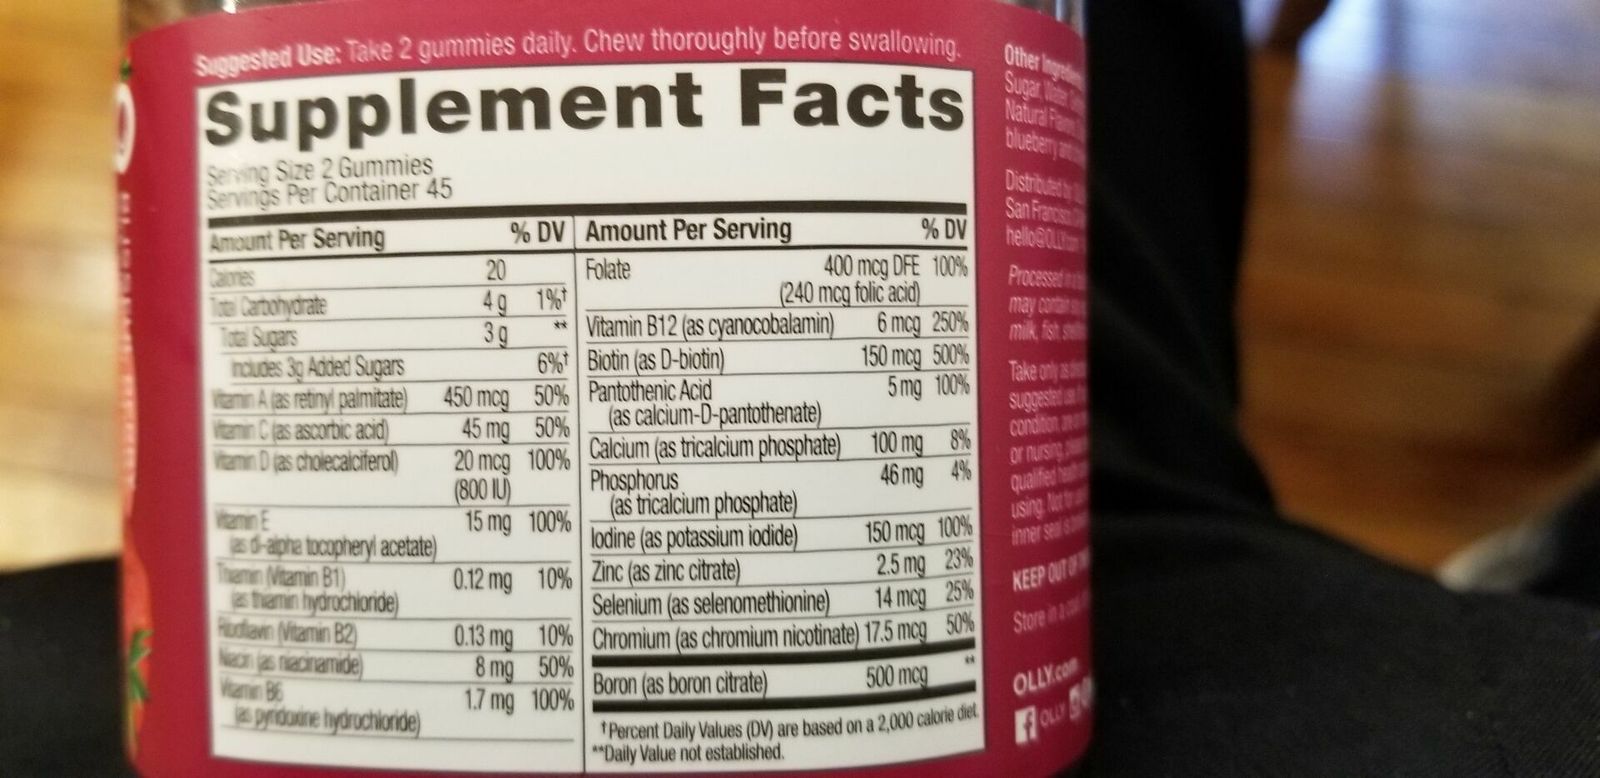 Suggested Use: Take 2 gummies daily. Chew thoroughly before swallowing.
Supplement Facts
Serving Size 2 Gummies
Servings Per Container 45
Amount Per Serving % DV
Calories 20
Total Carbohydrate 4 g 1%†
Total Sugars 3 g **
Includes 3g Added Sugars 6%†
Vitamin A (as retinyl palmitate) 450 mcg 50%
Vitamin C (as ascorbic acid) 45 mg 50%
Vitamin D (as cholecalciferol) 20 mcg 100%
(800 IU)
Vitamin E 15 mg 100%
(as dl-alpha tocopheryl acetate)
Thiamin (Vitamin B1) 0.12 mg 10%
(as thiamin hydrochloride)
Riboflavin (Vitamin B2) 0.13 mg 10%
Niacin (as niacinamide) 8 mg 50%
Vitamin B6 1.7 mg 100%
(as pyridoxine hydrochloride)
Amount Per Serving % DV
Folate 400 mcg DFE 100%
(240 mcg folic acid)
Vitamin B12 (as cyanocobalamin) 6 mcg 250%
Biotin (as D-biotin) 150 mcg 500%
Pantothenic Acid 5 mg 100%
(as calcium-D-pantothenate)
Calcium (as tricalcium phosphate) 100 mg 8%
Phosphorus 46 mg 4%
(as tricalcium phosphate)
Iodine (as potassium iodide) 150 mcg 100%
Zinc (as zinc citrate) 2.5 mg 23%
Selenium (as selenomethionine) 14 mcg 25%
Chromium (as chromium nicotinate) 17.5 mcg 50%
Boron (as boron citrate) 500 mcg **
†Percent Daily Values (DV) are based on a 2,000 calorie diet.
**Daily Value not established.
Other
Sugar, Water
Natural
blueberry and
Distributed by
San Francisco
hello@OLLY.com
Processed in a
may contain
milk, fish
Take only as
suggested use
condition, are
or nursing,
qualified
using. Not for
inner seal is
KEEP OUT OF
Store in a
OLLY.com
f OLLY